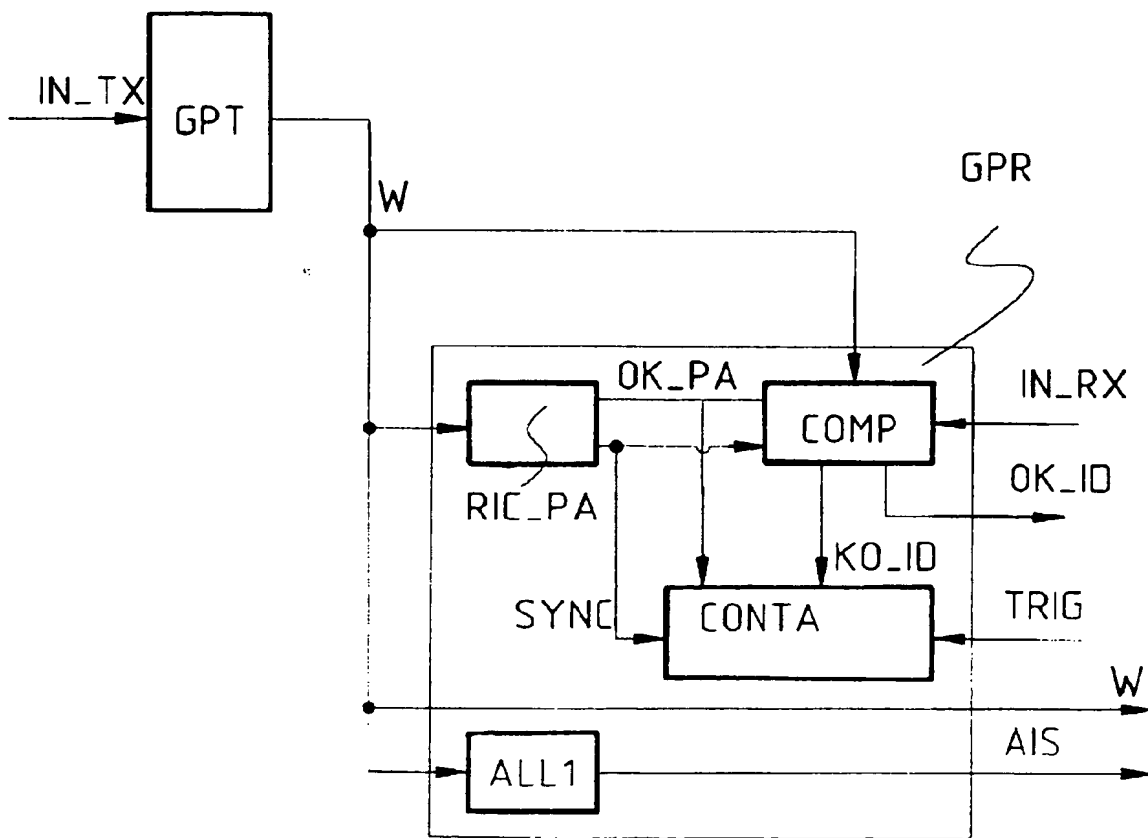 IN_TX
GPT
GPR
W
OK_PA
IN_RX
COMP
OK_ID
RIC_PA
KO_ID
SYNC
CONTA
TRIG
W
AIS
ALL1